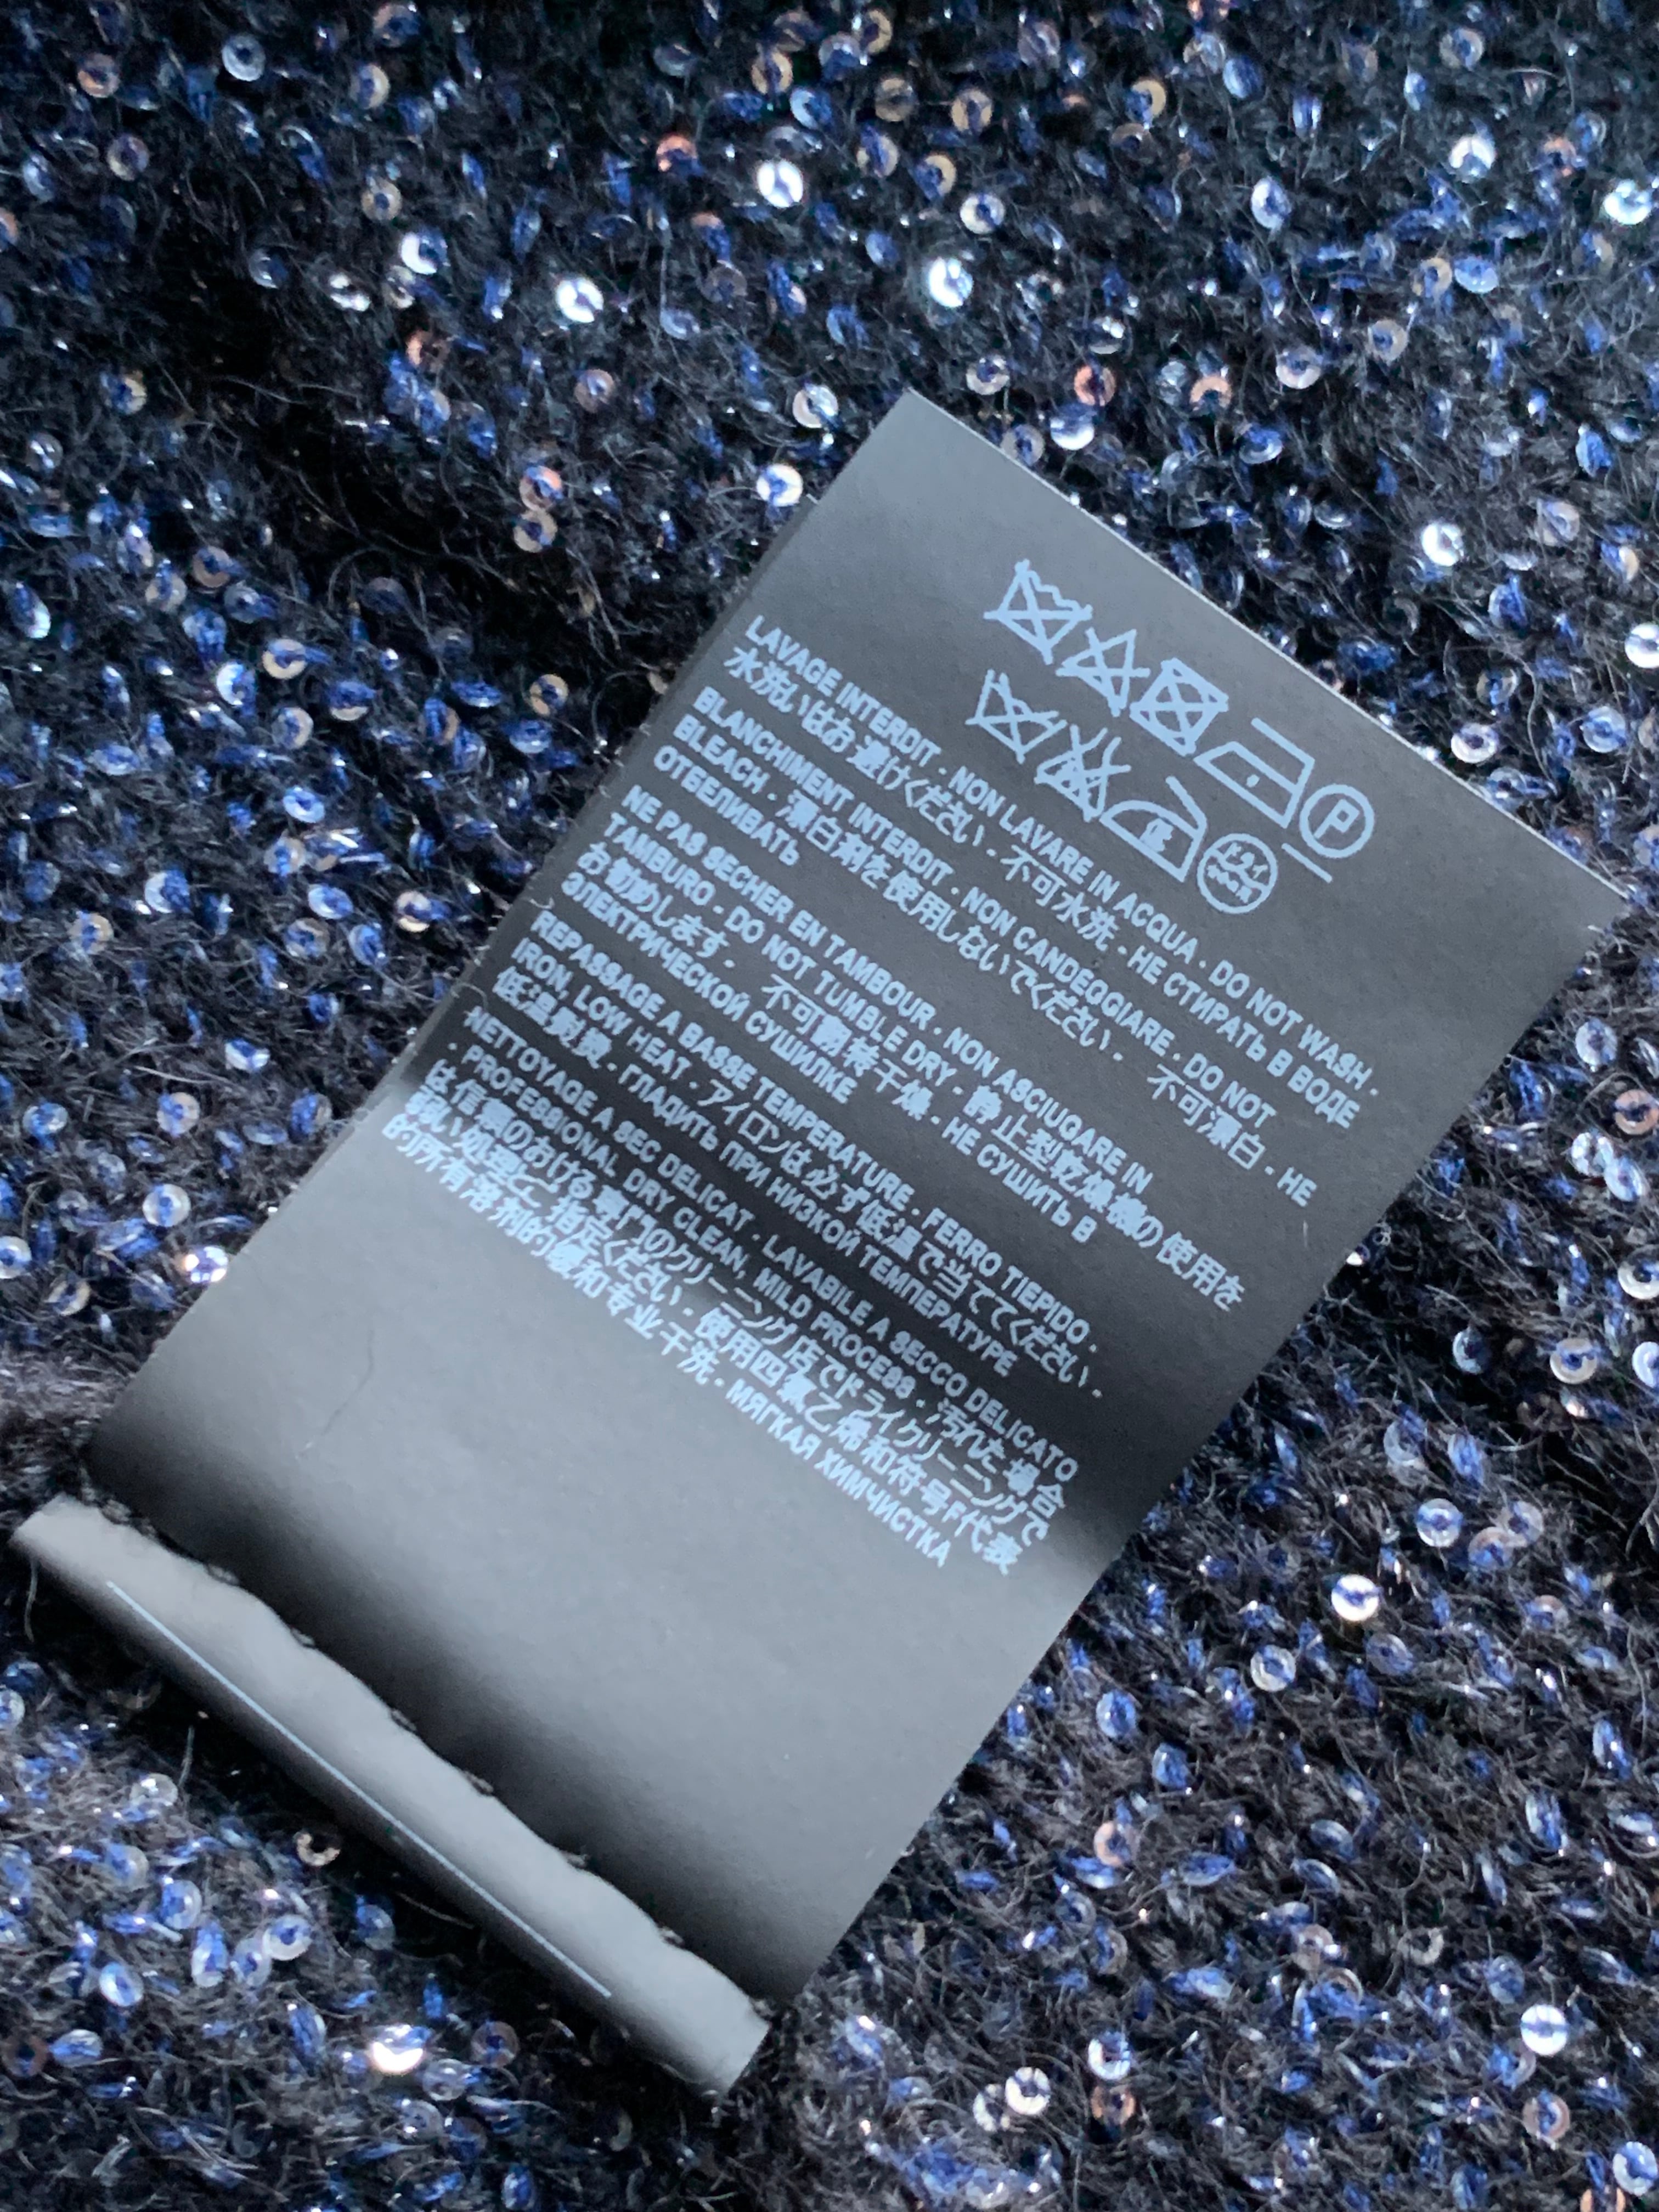 P
低
ドライ
LAVAGE INTERDIT . NON LAVARE IN ACQUA . DO NOT WASH .
水洗いはお避けください . 不可水洗 . НЕ СТИРАТЬ В ВОДЕ
BLANCHIMENT INTERDIT . NON CANDEGGIARE . DO NOT
BLEACH . 漂白剤を使用しないでください . 不可漂白 . НЕ
ОТБЕЛИВАТЬ
NE PAS SECHER EN TAMBOUR . NON ASCIUGARE IN
TAMBURO . DO NOT TUMBLE DRY . 静止型乾燥機の使用を
お勧めします . 不可翻转干燥 . НЕ СУШИТЬ В
ЭЛЕКТРИЧЕСКОЙ СУШИЛКЕ
REPASSAGE A BASSE TEMPERATURE . FERRO TIEPIDO .
IRON, LOW HEAT . アイロンは必ず低温で当ててください .
低温熨烫 . ГЛАДИТЬ ПРИ НИЗКОЙ ТЕМПЕРАТУРЕ
NETTOYAGE A SEC DELICAT . LAVABILE A SECCO DELICATO
. PROFESSIONAL DRY CLEAN, MILD PROCESS . 汚れた場合
は信頼のおける専門のクリーニング店でドライクリーニングで
弱い処理とご指定ください . 使用四氯乙烯和符号F代表
的所有溶剂的缓和专业干洗 . МЯГКАЯ ХИМЧИСТКА